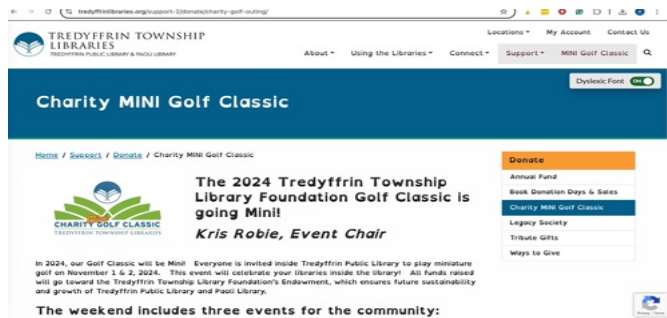 tredyffrinlibraries.org/support-2/donate/charity-golf-outing/
Locations My Account Contact Us
TREDYFFRIN TOWNSHIP
LIBRARIES
TREDYFFRIN PUBLIC LIBRARY & PAOLI LIBRARY
About Using the Libraries Connect Support MINI Golf Classic
Dyslexic Font ON
Charity MINI Golf Classic
Home / Support / Donate / Charity MINI Golf Classic
Donate
Annual Fund
Book Donation Days & Sales
Charity MINI Golf Classic
Legacy Society
Tribute Gifts
Ways to Give
CHARITY GOLF CLASSIC
TREDYFFRIN TOWNSHIP LIBRARIES
The 2024 Tredyffrin Township
Library Foundation Golf Classic is
going Mini!
Kris Robie, Event Chair
In 2024, our Golf Classic will be Mini! Everyone is invited inside Tredyffrin Public Library to play miniature
golf on November 1 & 2, 2024. This event will celebrate your libraries inside the library! All funds raised
will go toward the Tredyffrin Township Library Foundation's Endowment, which ensures future sustainability
and growth of Tredyffrin Public Library and Paoli Library.
The weekend includes three events for the community:
Privacy - Terms